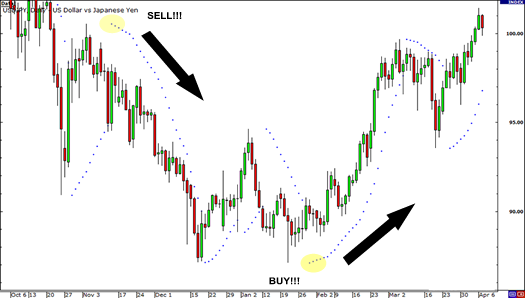 USDJPY, Daily - US Dollar vs Japanese Yen
INDEX
SELL!!!
100.00
95.00
90.00
BUY!!!
Oct 6 13 20 Nov 3 17 24 Dec 1 15 22 Jan 2 12 19 26 Feb 2 9 16 23 Mar 2 16 23 30 Apr 6